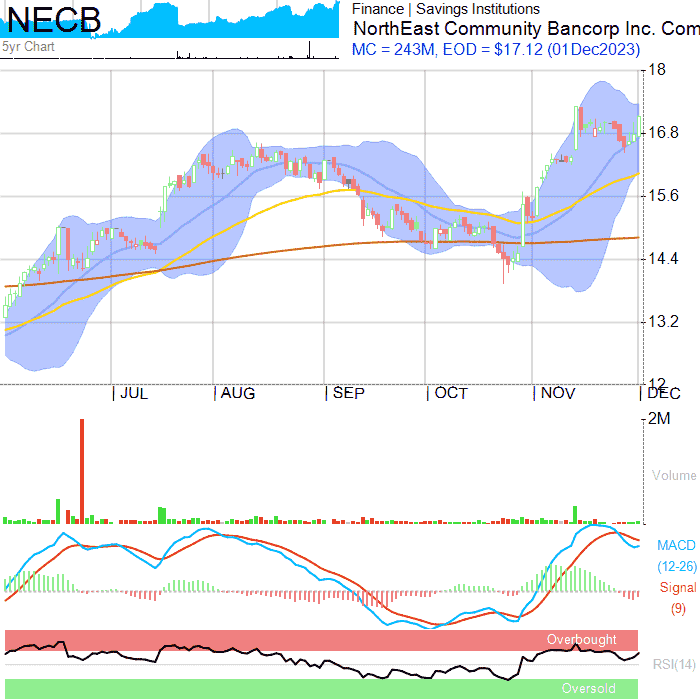 NECB
5yr Chart
Finance | Savings Institutions
NorthEast Community Bancorp Inc. Com
MC = 243M, EOD = $17.12 (01Dec2023)
18
16.8
15.6
14.4
13.2
12
JUL AUG SEP OCT NOV DEC
2M
Volume
MACD
(12-26)
Signal
(9)
Overbought
RSI(14)
Oversold